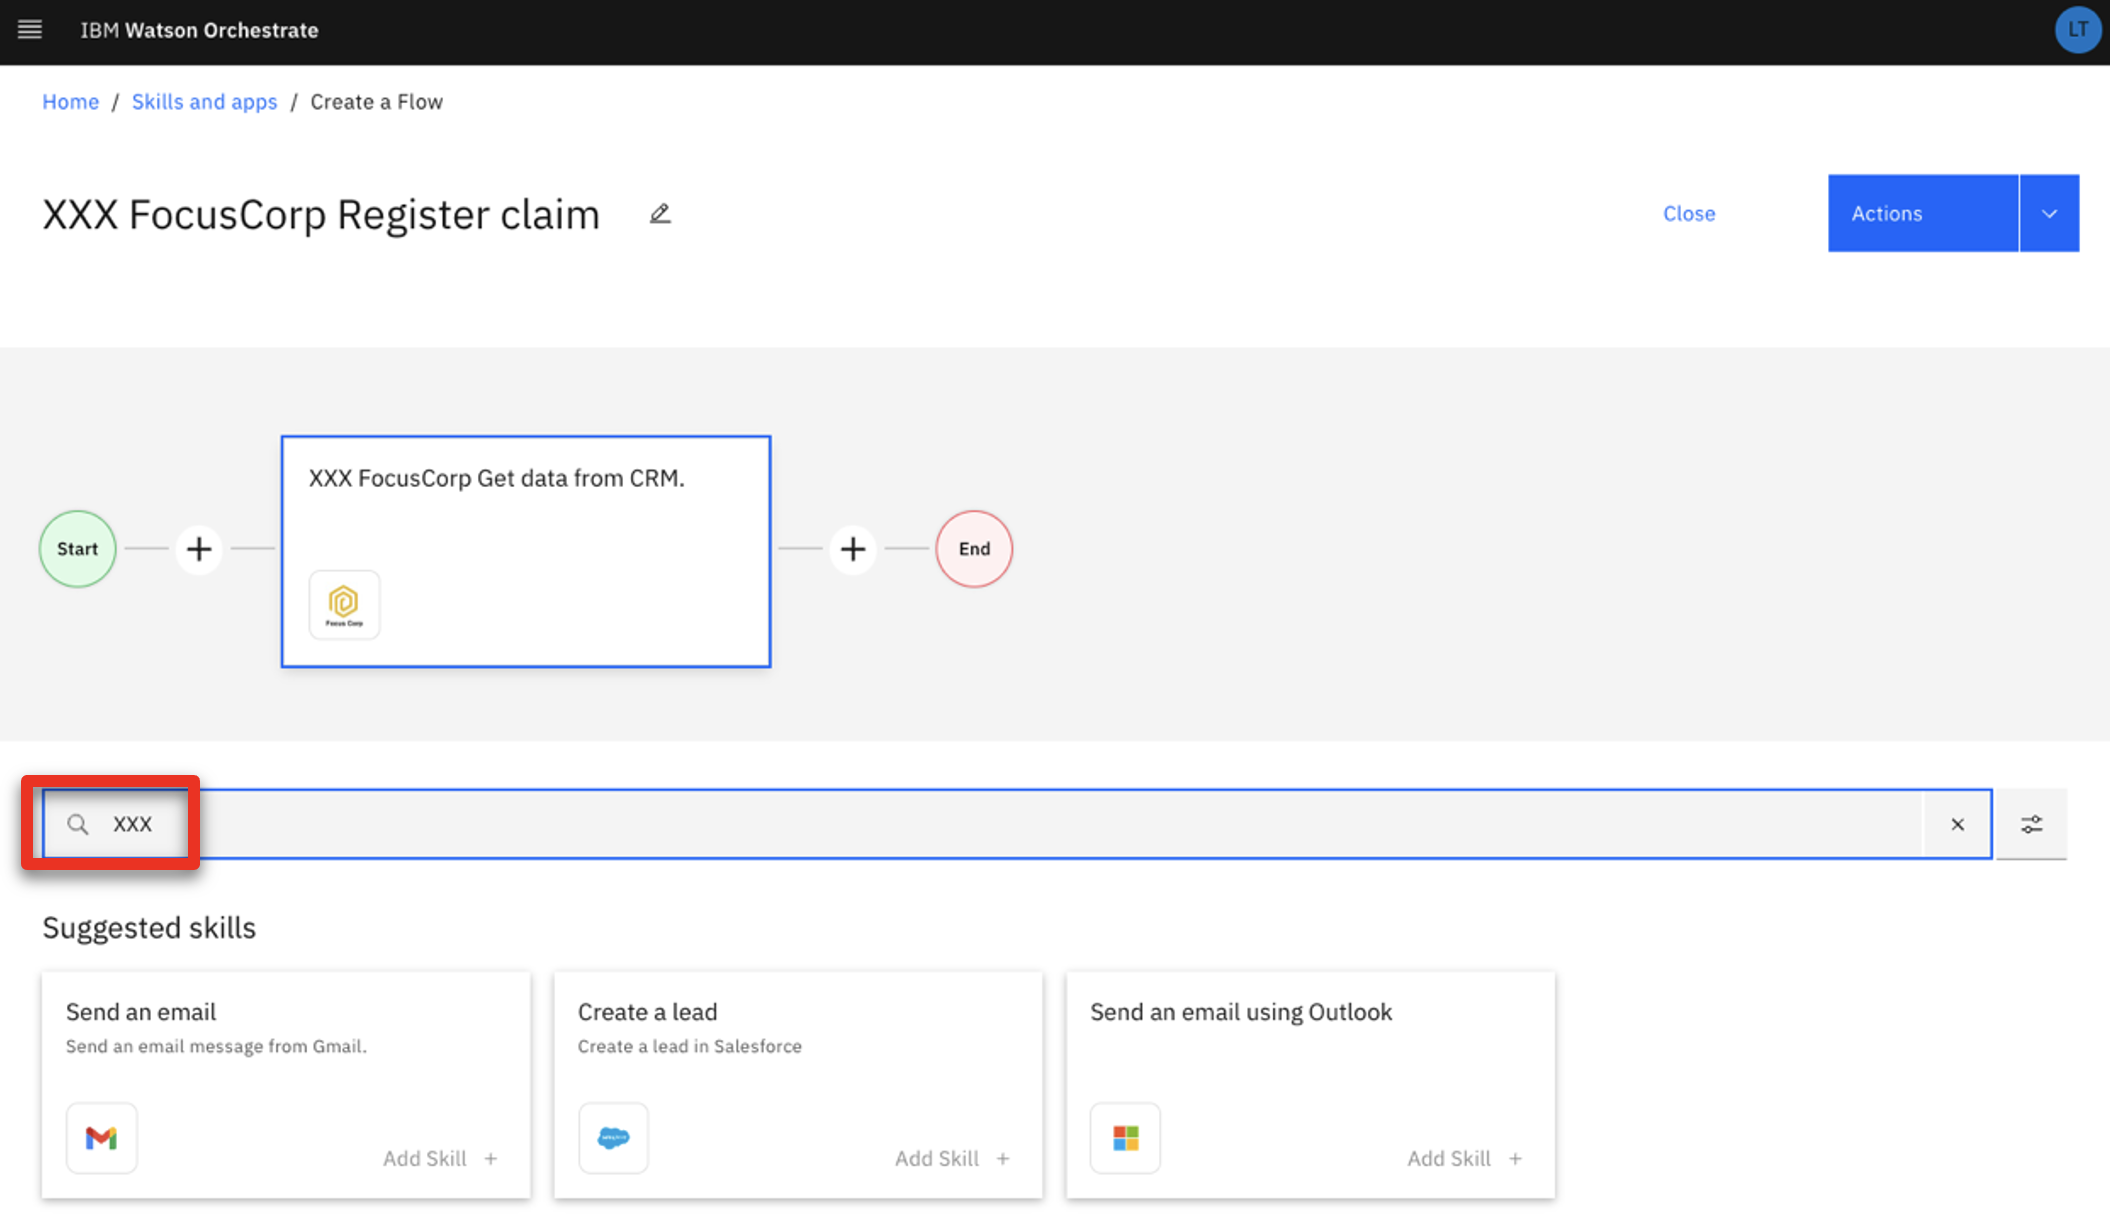 IBM Watson Orchestrate
LT
Home / Skills and apps / Create a Flow
XXX FocusCorp Register claim
Close
Actions
XXX FocusCorp Get data from CRM.
Start
+
+
End
Focus Corp
XXX
Suggested skills
Send an email
Send an email message from Gmail.
Add Skill +
Create a lead
Create a lead in Salesforce
Add Skill +
Send an email using Outlook
Add Skill +